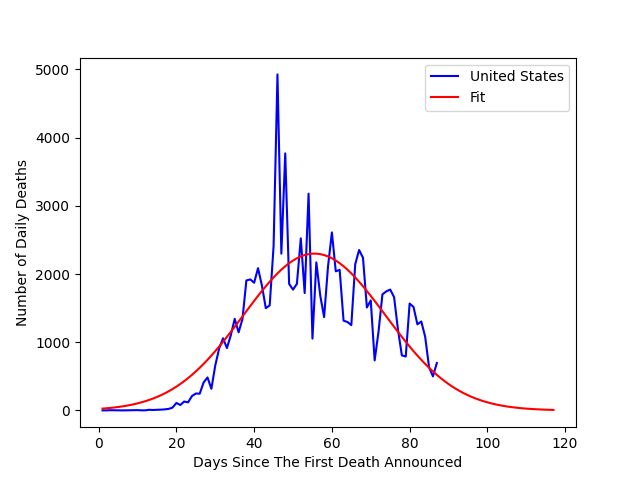 United States
Fit
5000
4000
3000
2000
1000
0
Number of Daily Deaths
0 20 40 60 80 100 120
Days Since The First Death Announced